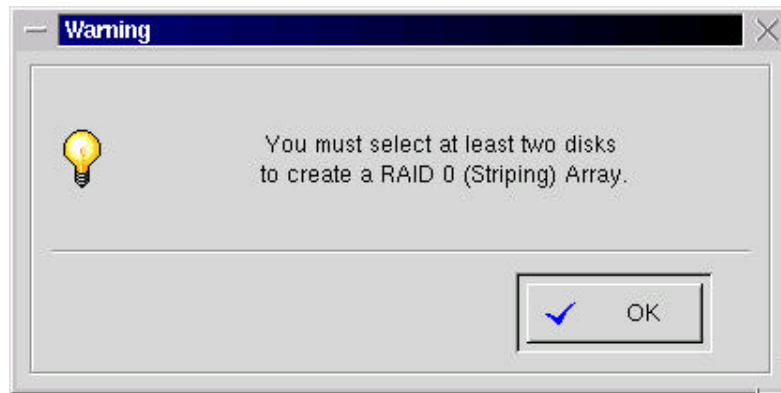 Warning
You must select at least two disks
to create a RAID 0 (Striping) Array.
OK